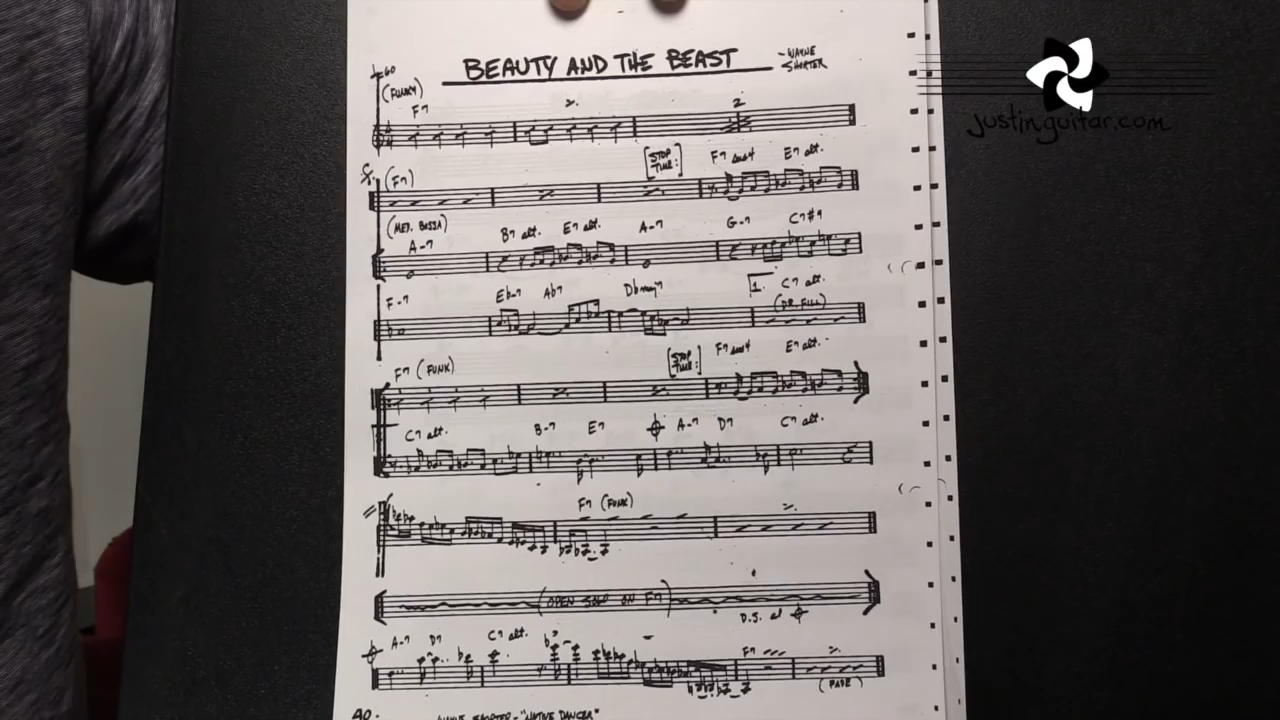 BEAUTY AND THE BEAST
-WAYNE
SHORTER
justinguitar.com
(FUNKY)
F7
2
(F7) [STOP TIME:] F7 sus4 E7 alt.
(MED. BOSSA)
A-7 B7 alt. E7 alt. A-7 G-7 C7#9
F-7 Eb-7 Ab7 Dbmaj7 1. C7 alt.
(DR. FILL)
F7 (FUNK) [STOP TIME:] F7 sus4 E7 alt.
C7 alt. B-7 E7 A-7 D7 C7 alt.
F7 (FUNK)
(OPEN SOLO ON F7)
D.S. al
A-7 D7 C7 alt. F7
(FADE)
40.
WAYNE SHORTER - "NATIVE DANCER"